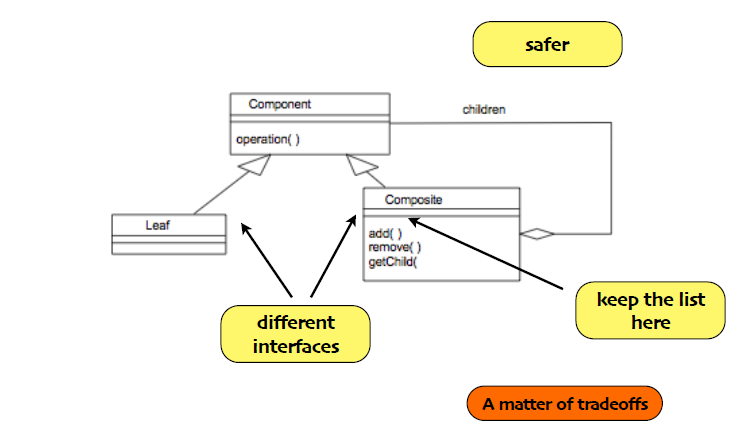 safer
Component
children
operation( )
Composite
Leaf
add( )
remove( )
getChild(
keep the list
here
different
interfaces
A matter of tradeoffs